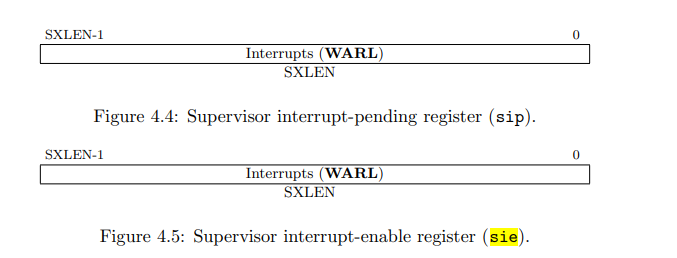 SXLEN-1 0
Interrupts (WARL)
SXLEN
Figure 4.4: Supervisor interrupt-pending register (sip).
SXLEN-1 0
Interrupts (WARL)
SXLEN
Figure 4.5: Supervisor interrupt-enable register (sie).